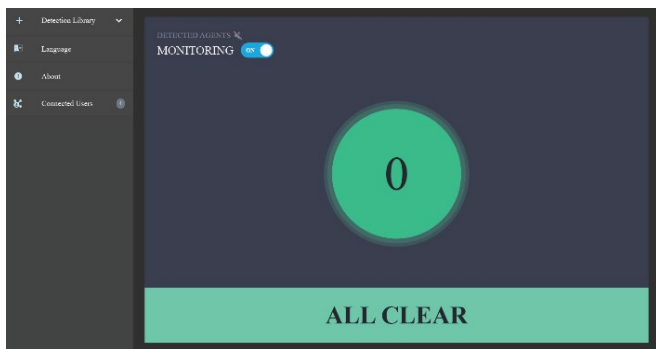 Detection Library
Language
About
Connected Users
DETECTED AGENTS
MONITORING ON
0
ALL CLEAR